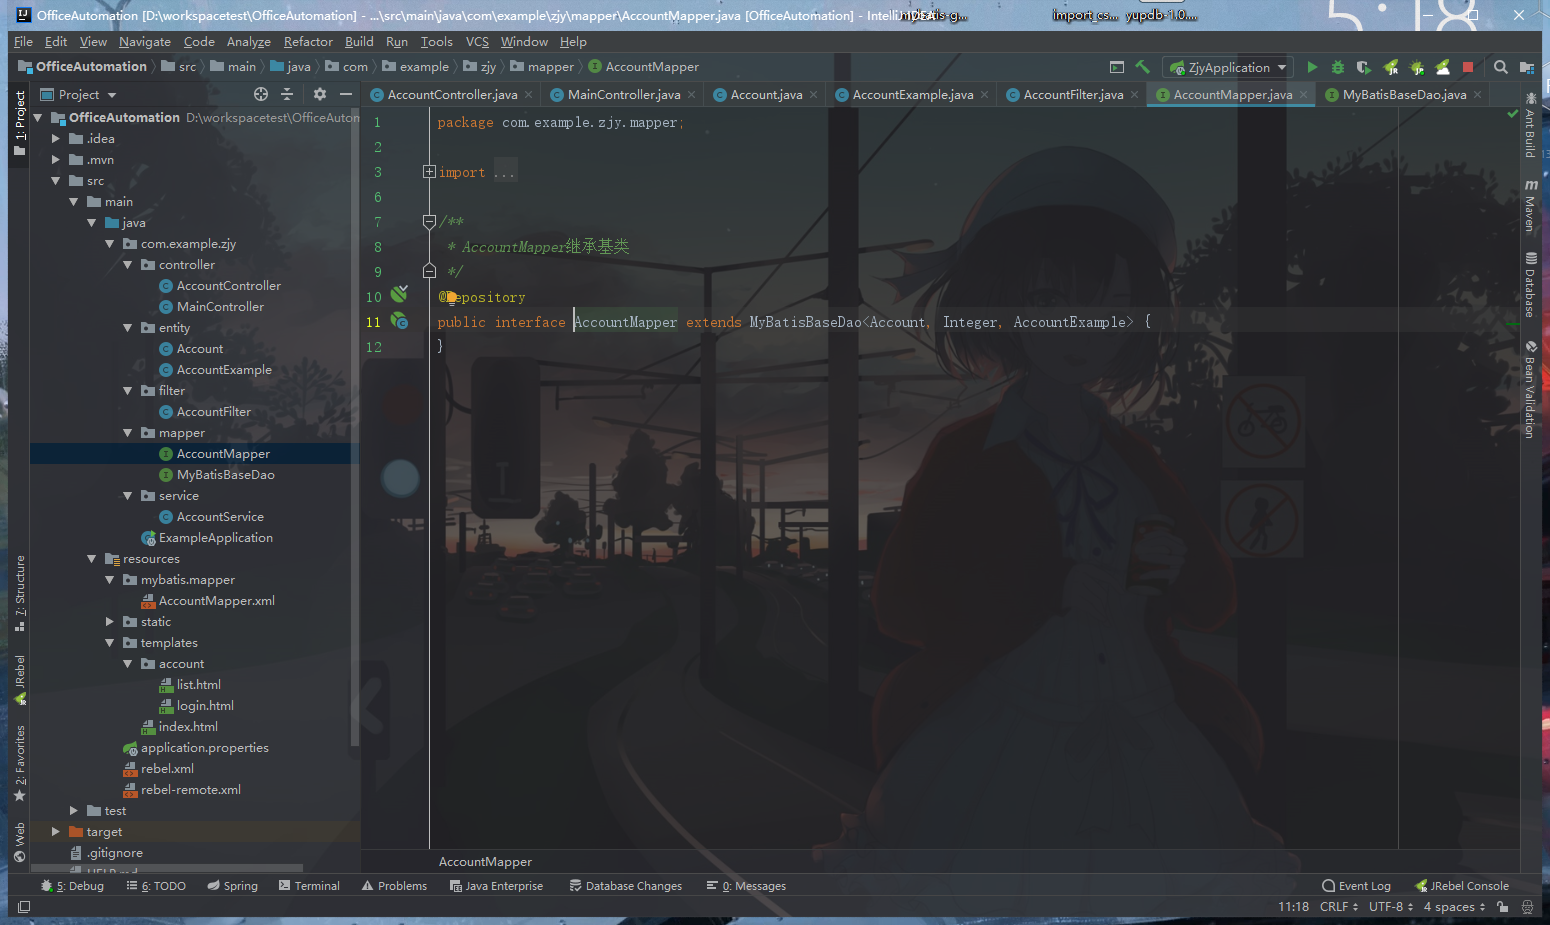 OfficeAutomation [D:\workspacetest\OfficeAutomation] - ...\src\main\java\com\example\zjy\mapper\AccountMapper.java [OfficeAutomation] - IntelliJ IDEA
import_cs...
yupdb-1.0....
5:18
File Edit View Navigate Code Analyze Refactor Build Run Tools VCS Window Help
OfficeAutomation src main java com example zjy mapper AccountMapper
ZjyApplication
Project
AccountController.java MainController.java Account.java AccountExample.java AccountFilter.java AccountMapper.java MyBatisBaseDao.java
1: Project
7: Structure
JRebel
2: Favorites
Web
OfficeAutomation D:\workspacetest\OfficeAutom
.idea
.mvn
src
main
java
com.example.zjy
controller
AccountController
MainController
entity
Account
AccountExample
filter
AccountFilter
mapper
AccountMapper
MyBatisBaseDao
service
AccountService
ExampleApplication
resources
mybatis.mapper
AccountMapper.xml
static
templates
account
list.html
login.html
index.html
application.properties
rebel.xml
rebel-remote.xml
test
target
.gitignore
HELP.md
1 package com.example.zjy.mapper;
2
3 import ...
6
7 /**
8 * AccountMapper继承基类
9 */
10 @Repository
11 public interface AccountMapper extends MyBatisBaseDao<Account, Integer, AccountExample> {
12 }
Ant Build
Maven
Database
Bean Validation
AccountMapper
5: Debug 6: TODO Spring Terminal Problems Java Enterprise Database Changes 0: Messages Event Log JRebel Console
11:18 CRLF UTF-8 4 spaces